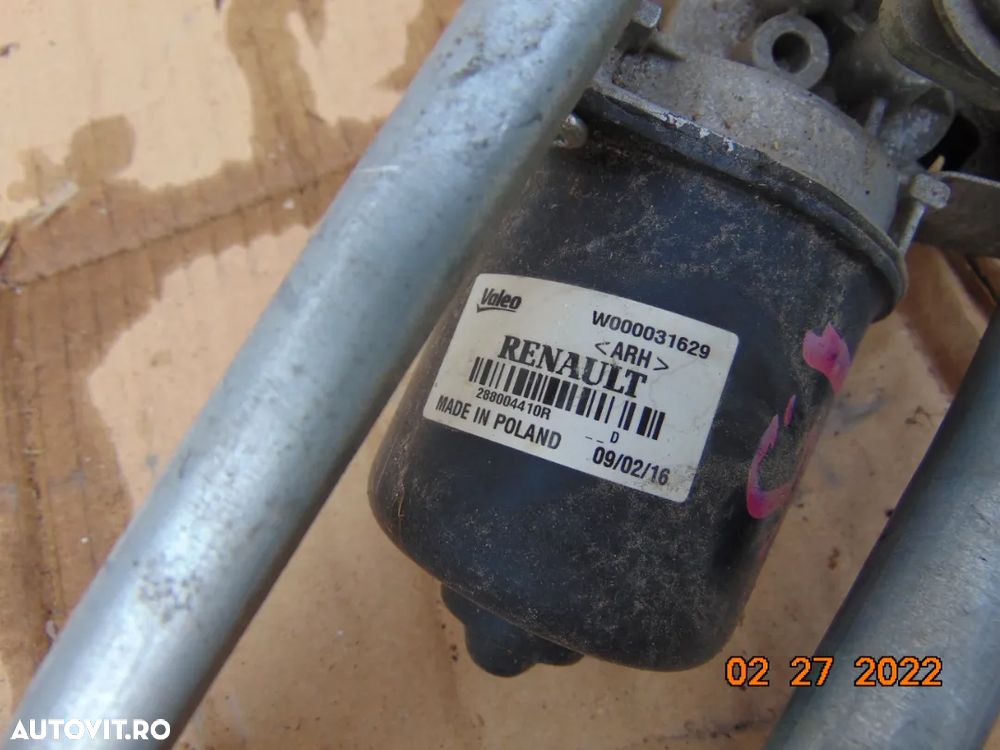 Valeo
W000031629
<ARH>
RENAULT
288004410R
MADE IN POLAND
--D
09/02/16
02 27 2022
AUTOVIT.RO